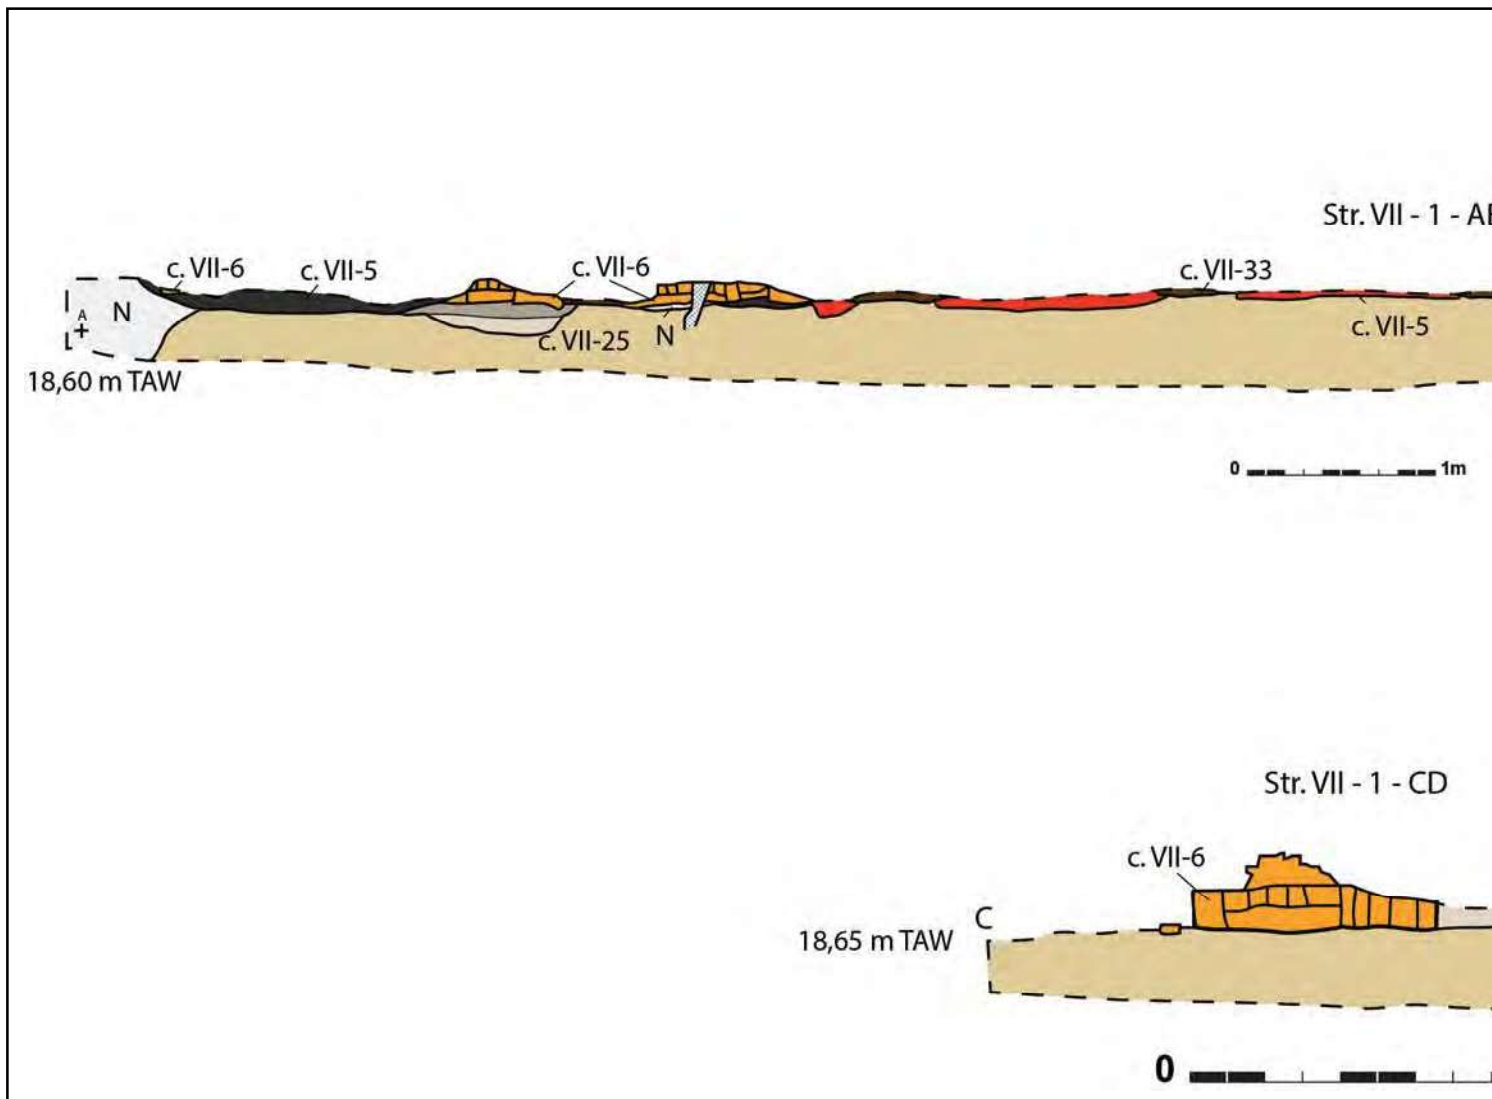 Str. VII - 1 - AB
c. VII-6
c. VII-5
c. VII-6
c. VII-33
A
N
c. VII-25
N
c. VII-5
18,60 m TAW
0
1m
Str. VII - 1 - CD
c. VII-6
C
18,65 m TAW
0